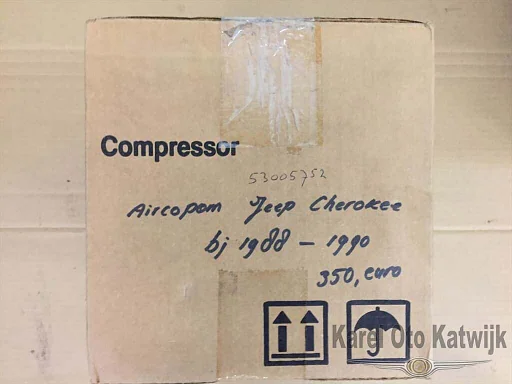 Compressor
53005752
Aircopom Jeep Cherokee
bj 1988 - 1990
350, euro
Karel Oto Katwijk